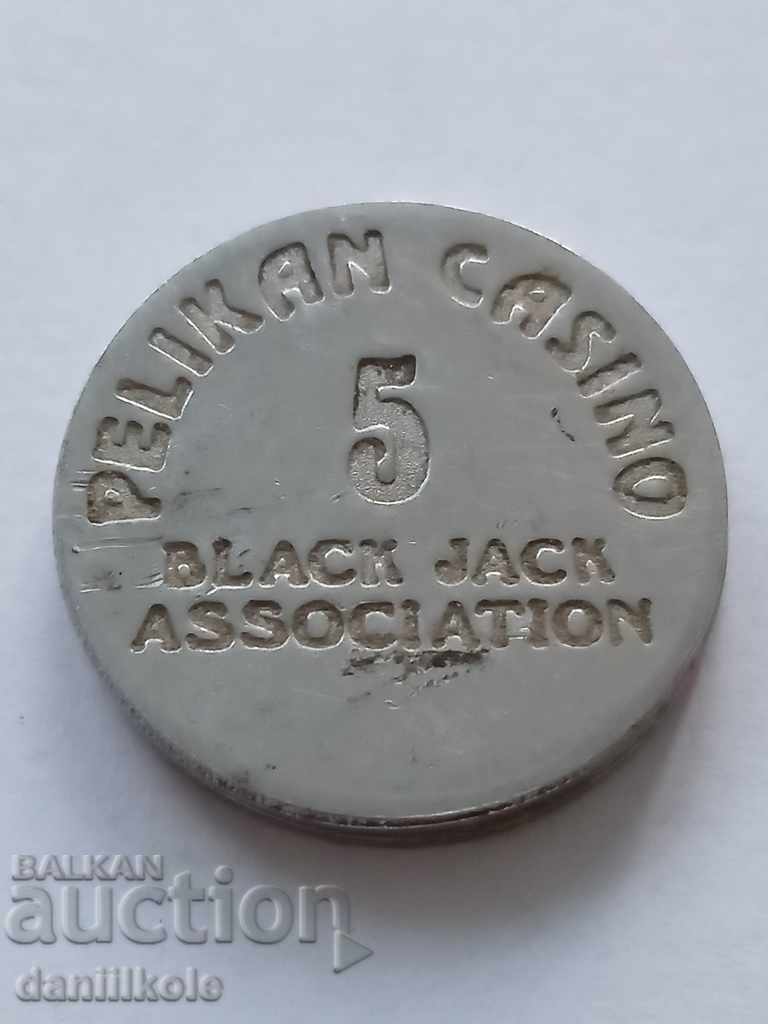 PELIKAN CASINO
5
BLACK JACK
ASSOCIATION
BALKAN
auction
daniilkole